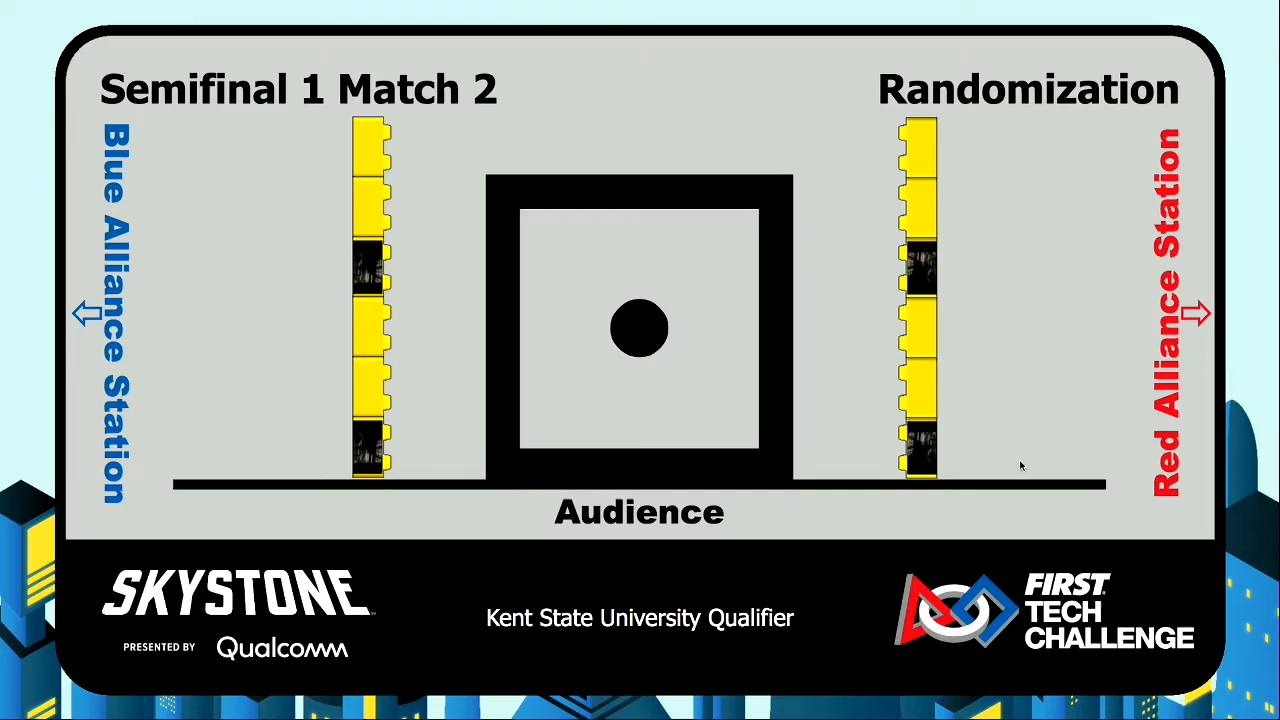 Semifinal 1 Match 2
Randomization
Blue Alliance Station
Red Alliance Station
Audience
SKYSTONE
PRESENTED BY Qualcomm
Kent State University Qualifier
FIRST
TECH
CHALLENGE